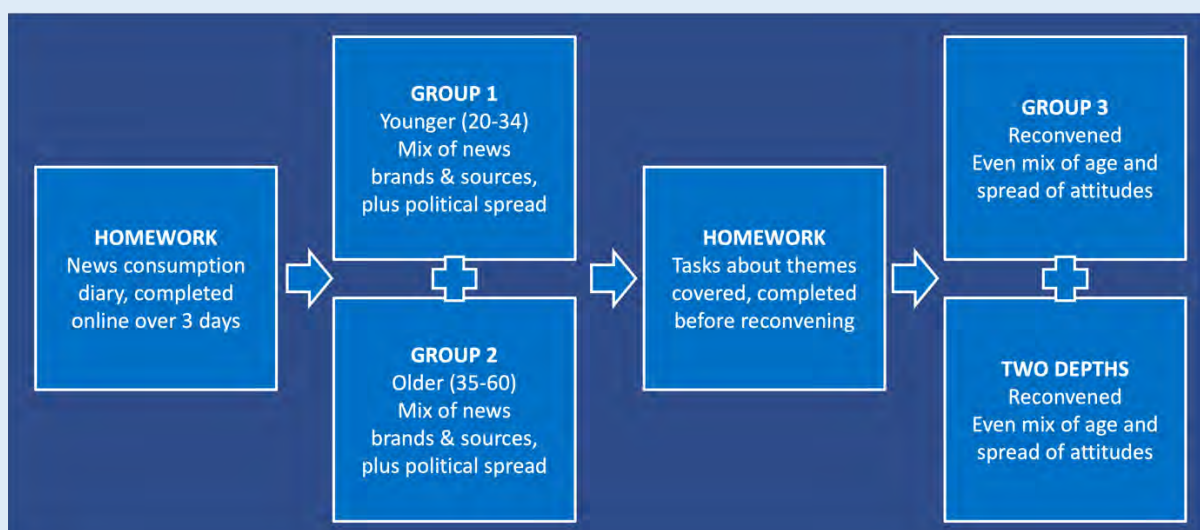 HOMEWORK
News consumption
diary, completed
online over 3 days
GROUP 1
Younger (20-34)
Mix of news
brands & sources,
plus political spread
GROUP 2
Older (35-60)
Mix of news
brands & sources,
plus political spread
HOMEWORK
Tasks about themes
covered, completed
before reconvening
GROUP 3
Reconvened
Even mix of age and
spread of attitudes
TWO DEPTHS
Reconvened
Even mix of age and
spread of attitudes